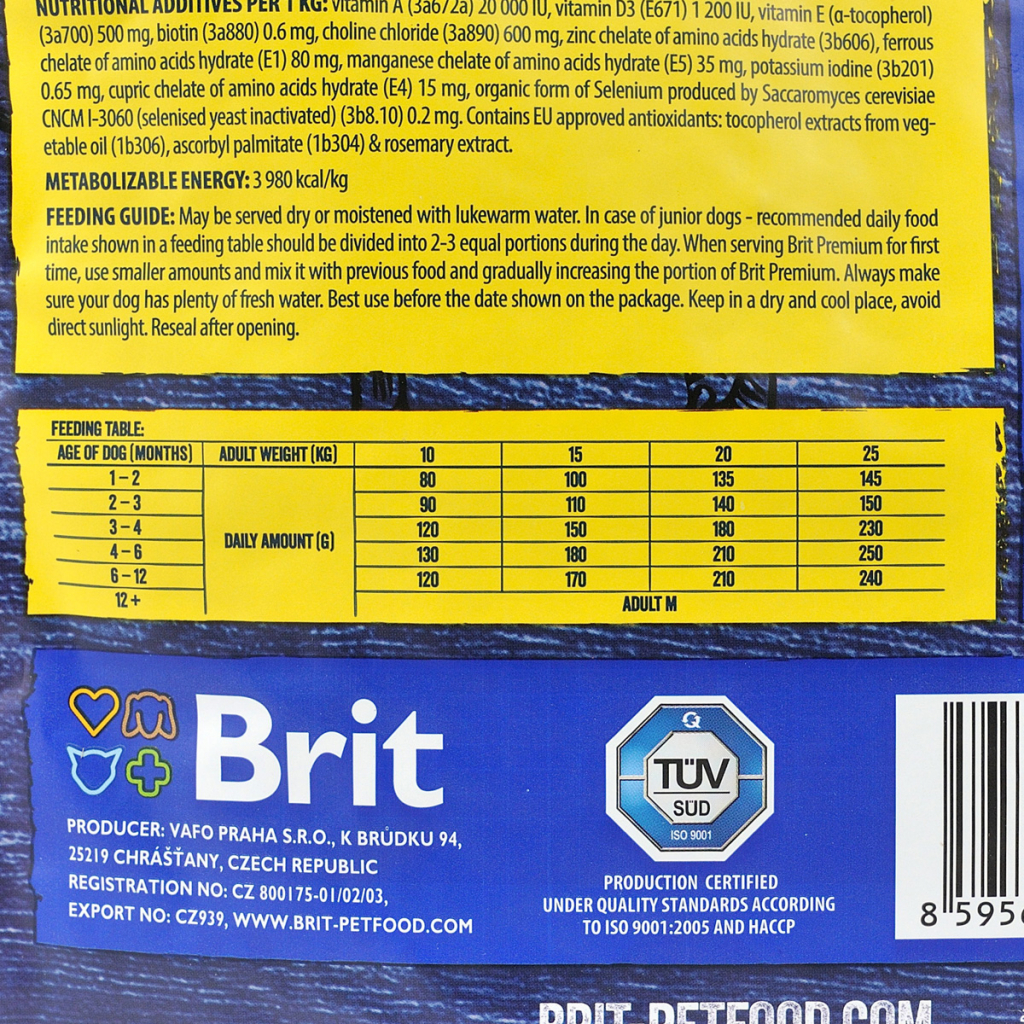 NUTRITIONAL ADDITIVES PER 1 KG: vitamin A (3a672a) 20 000 IU, vitamin D3 (E671) 1 200 IU, vitamin E (α-tocopherol)
(3a700) 500 mg, biotin (3a880) 0.6 mg, choline chloride (3a890) 600 mg, zinc chelate of amino acids hydrate (3b606), ferrous
chelate of amino acids hydrate (E1) 80 mg, manganese chelate of amino acids hydrate (E5) 35 mg, potassium iodine (3b201)
0.65 mg, cupric chelate of amino acids hydrate (E4) 15 mg, organic form of Selenium produced by Saccaromyces cerevisiae
CNCM I-3060 (selenised yeast inactivated) (3b8.10) 0.2 mg. Contains EU approved antioxidants: tocopherol extracts from veg-
etable oil (1b306), ascorbyl palmitate (1b304) & rosemary extract.
METABOLIZABLE ENERGY: 3 980 kcal/kg
FEEDING GUIDE: May be served dry or moistened with lukewarm water. In case of junior dogs - recommended daily food
intake shown in a feeding table should be divided into 2-3 equal portions during the day. When serving Brit Premium for first
time, use smaller amounts and mix it with previous food and gradually increasing the portion of Brit Premium. Always make
sure your dog has plenty of fresh water. Best use before the date shown on the package. Keep in a dry and cool place, avoid
direct sunlight. Reseal after opening.
FEEDING TABLE:
AGE OF DOG (MONTHS) ADULT WEIGHT (KG) 10 15 20 25
1 - 2 80 100 135 145
2 - 3 90 110 140 150
3 - 4 120 150 180 230
DAILY AMOUNT (G)
4 - 6 130 180 210 250
6 - 12 120 170 210 240
12 + ADULT M
Brit
PRODUCER: VAFO PRAHA S.R.O., K BRŮDKU 94,
25219 CHRÁŠŤANY, CZECH REPUBLIC
REGISTRATION NO: CZ 800175-01/02/03,
EXPORT NO: CZ939, WWW.BRIT-PETFOOD.COM
TÜV
SÜD
ISO 9001
PRODUCTION CERTIFIED
UNDER QUALITY STANDARDS ACCORDING
TO ISO 9001:2005 AND HACCP
8 595
BRIT-PETFOOD.COM